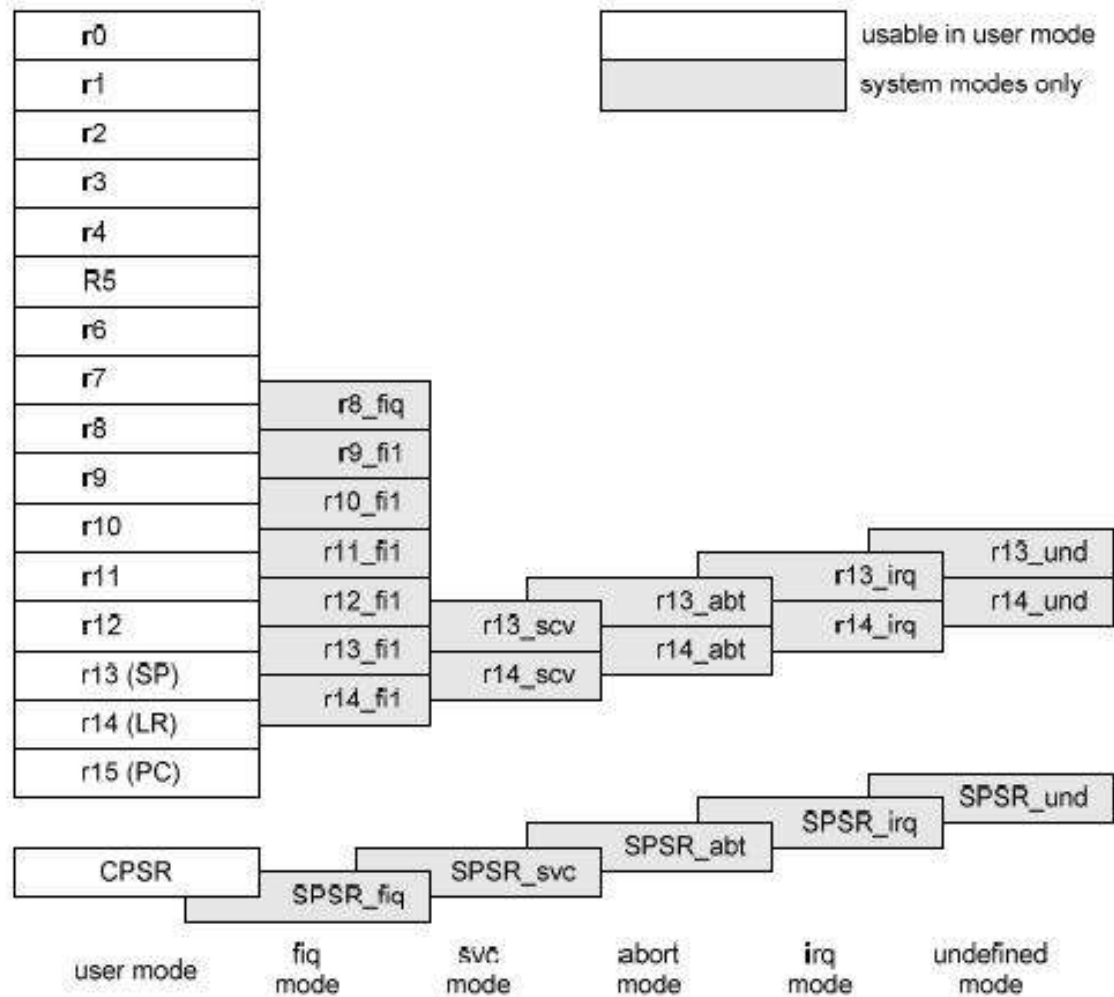 r0
usable in user mode
r1
system modes only
r2
r3
r4
R5
r6
r7
r8_fiq
r8
r9_fi1
r9
r10_fi1
r10
r11_fi1
r13_und
r11
r13_irq
r12_fi1
r13_abt
r14_und
r12
r13_scv
r14_irq
r13_fi1
r14_abt
r13 (SP)
r14_scv
r14_fi1
r14 (LR)
r15 (PC)
SPSR_und
SPSR_irq
SPSR_abt
CPSR
SPSR_svc
SPSR_fiq
user mode
fiq
mode
svc
mode
abort
mode
irq
mode
undefined
mode